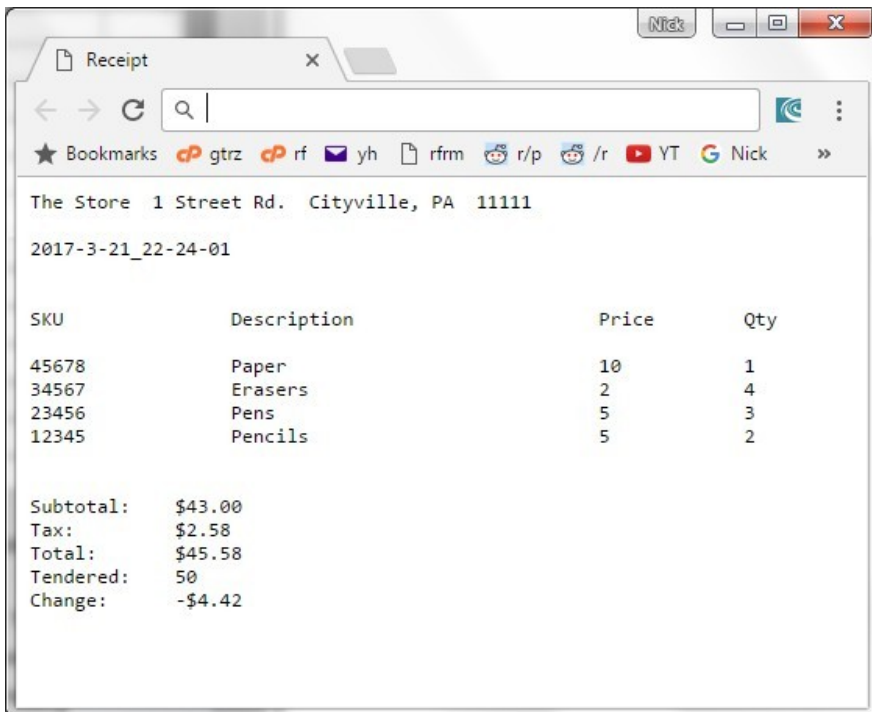 Nick
Receipt
Bookmarks cP gtrz cP rf yh rfrm r/p /r YT G Nick »
The Store 1 Street Rd. Cityville, PA 11111
2017-3-21_22-24-01
SKU Description Price Qty
45678 Paper 10 1
34567 Erasers 2 4
23456 Pens 5 3
12345 Pencils 5 2
Subtotal: $43.00
Tax: $2.58
Total: $45.58
Tendered: 50
Change: -$4.42